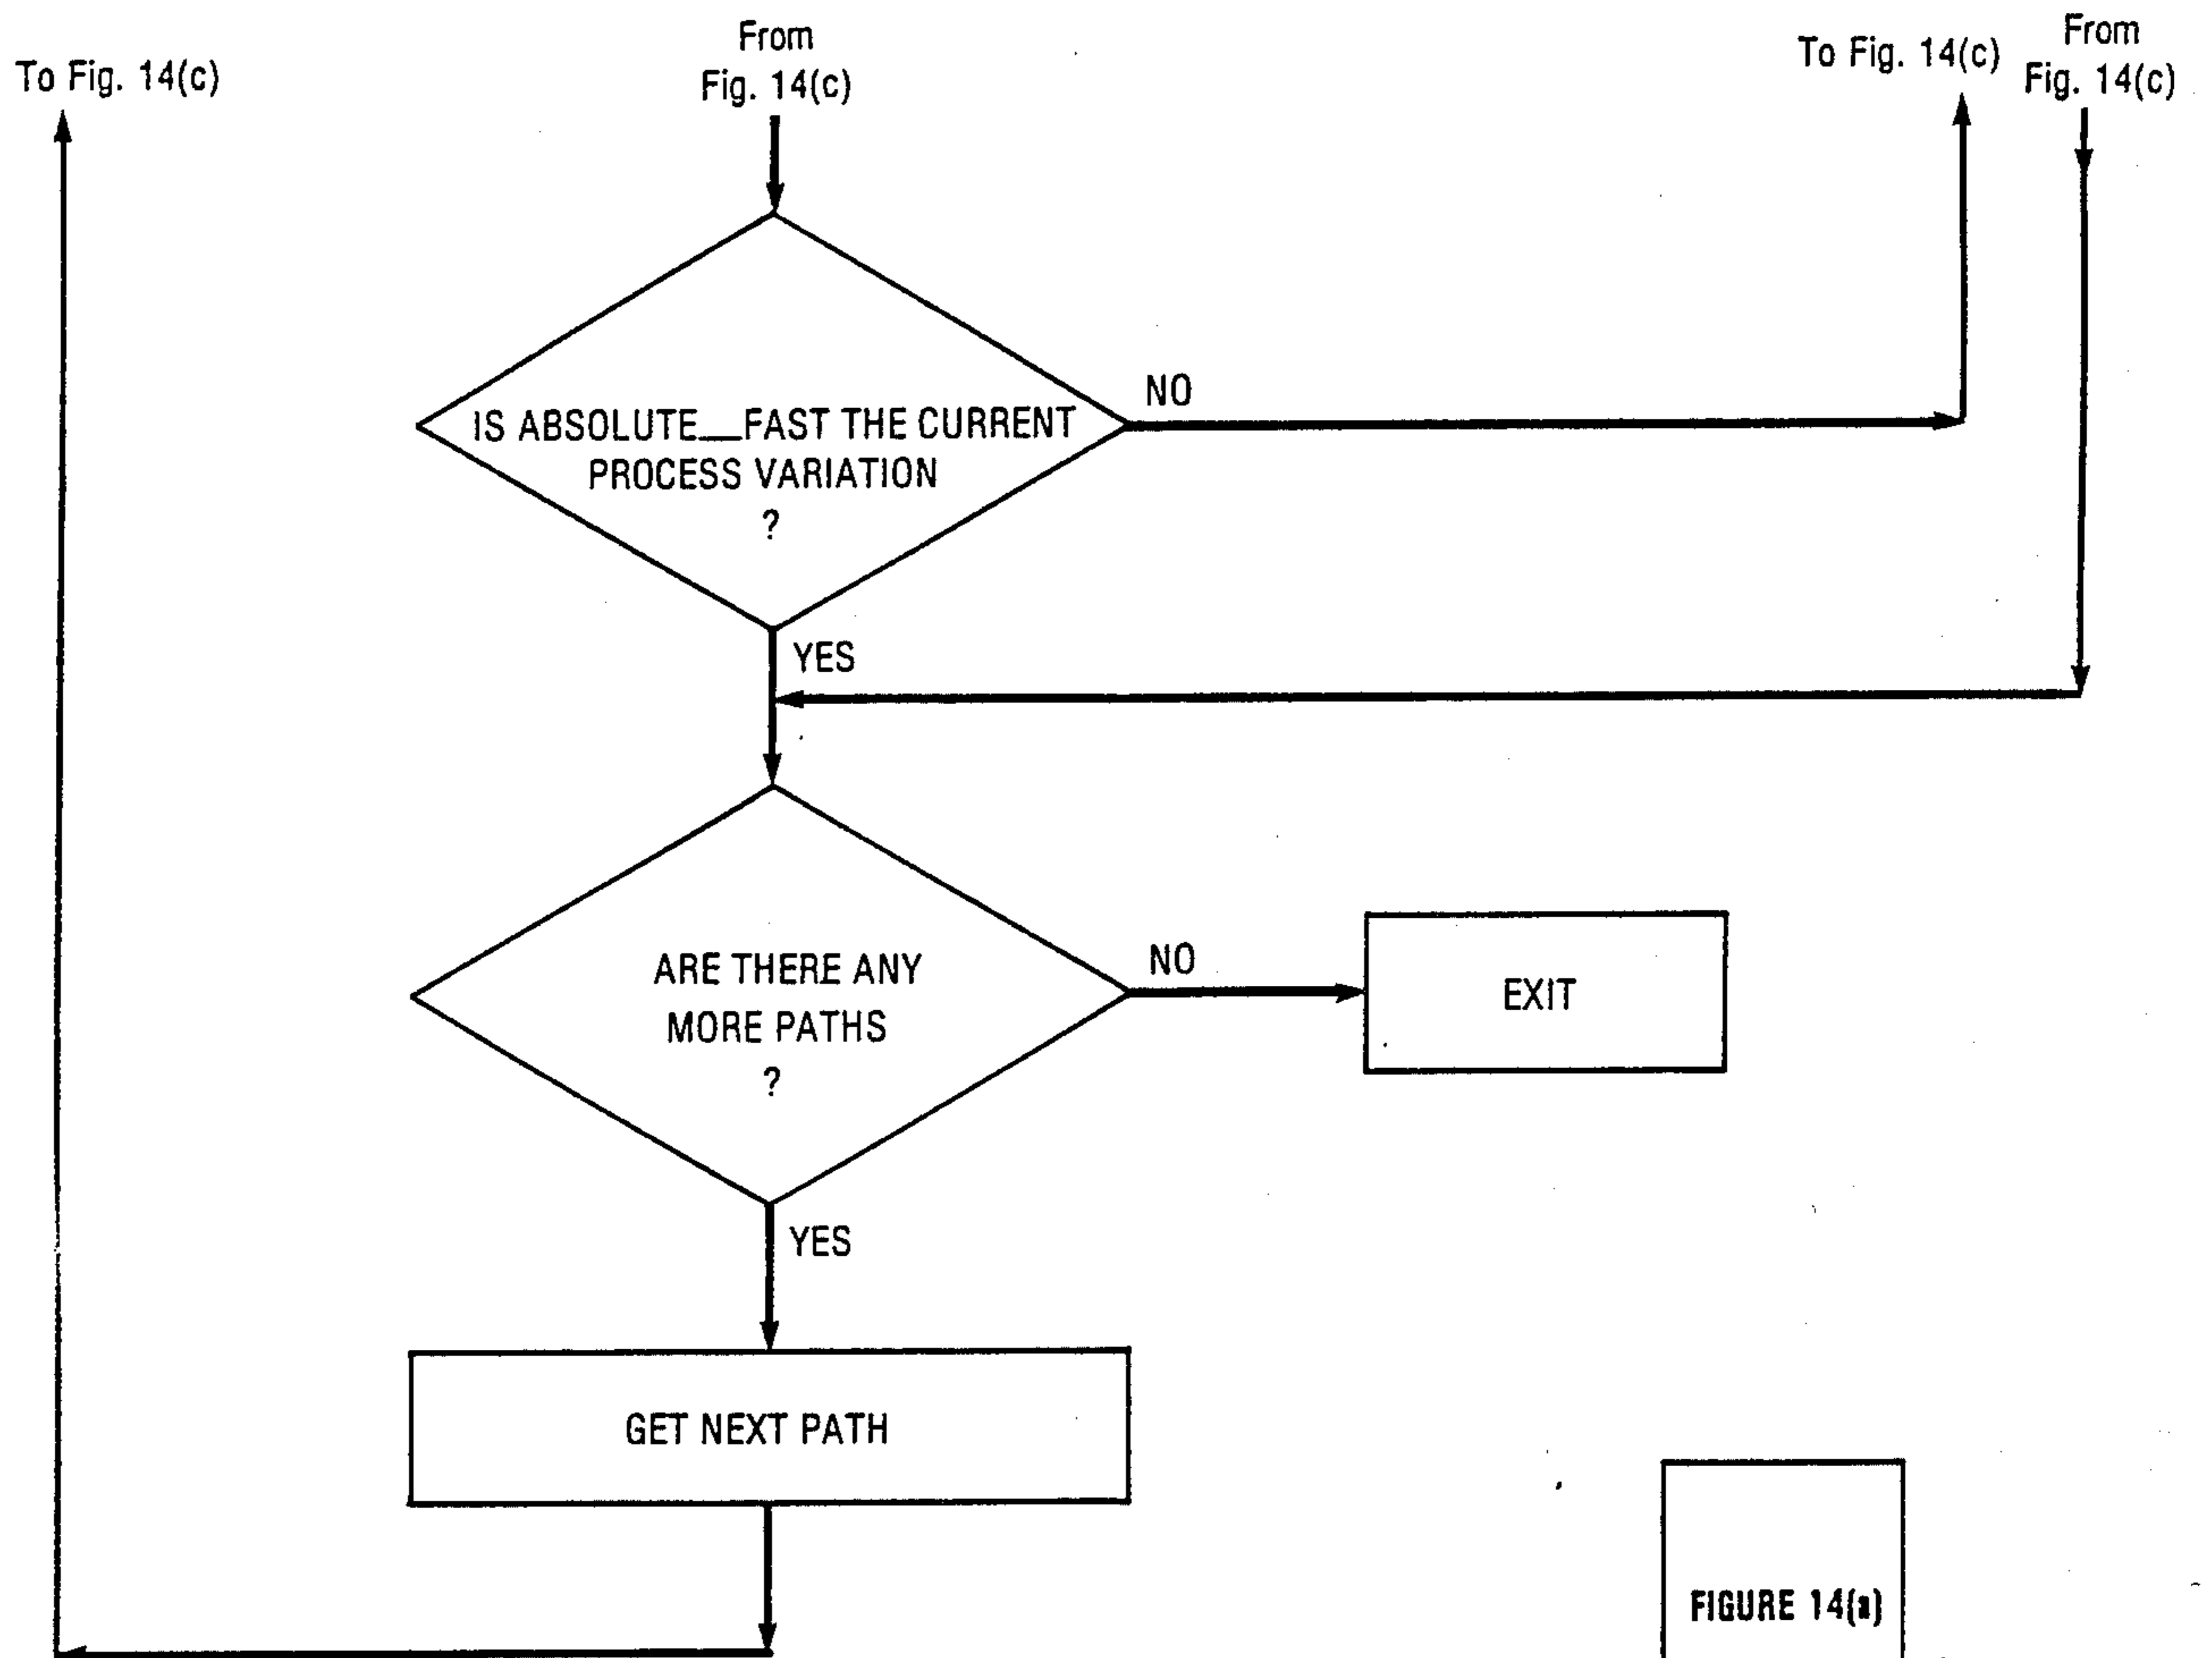 To Fig. 14(c)
From
Fig. 14(c)
To Fig. 14(c)
From
Fig. 14(c)
IS ABSOLUTE__FAST THE CURRENT
PROCESS VARIATION
?
NO
YES
ARE THERE ANY
MORE PATHS
?
NO
EXIT
YES
GET NEXT PATH
FIGURE 14(a)